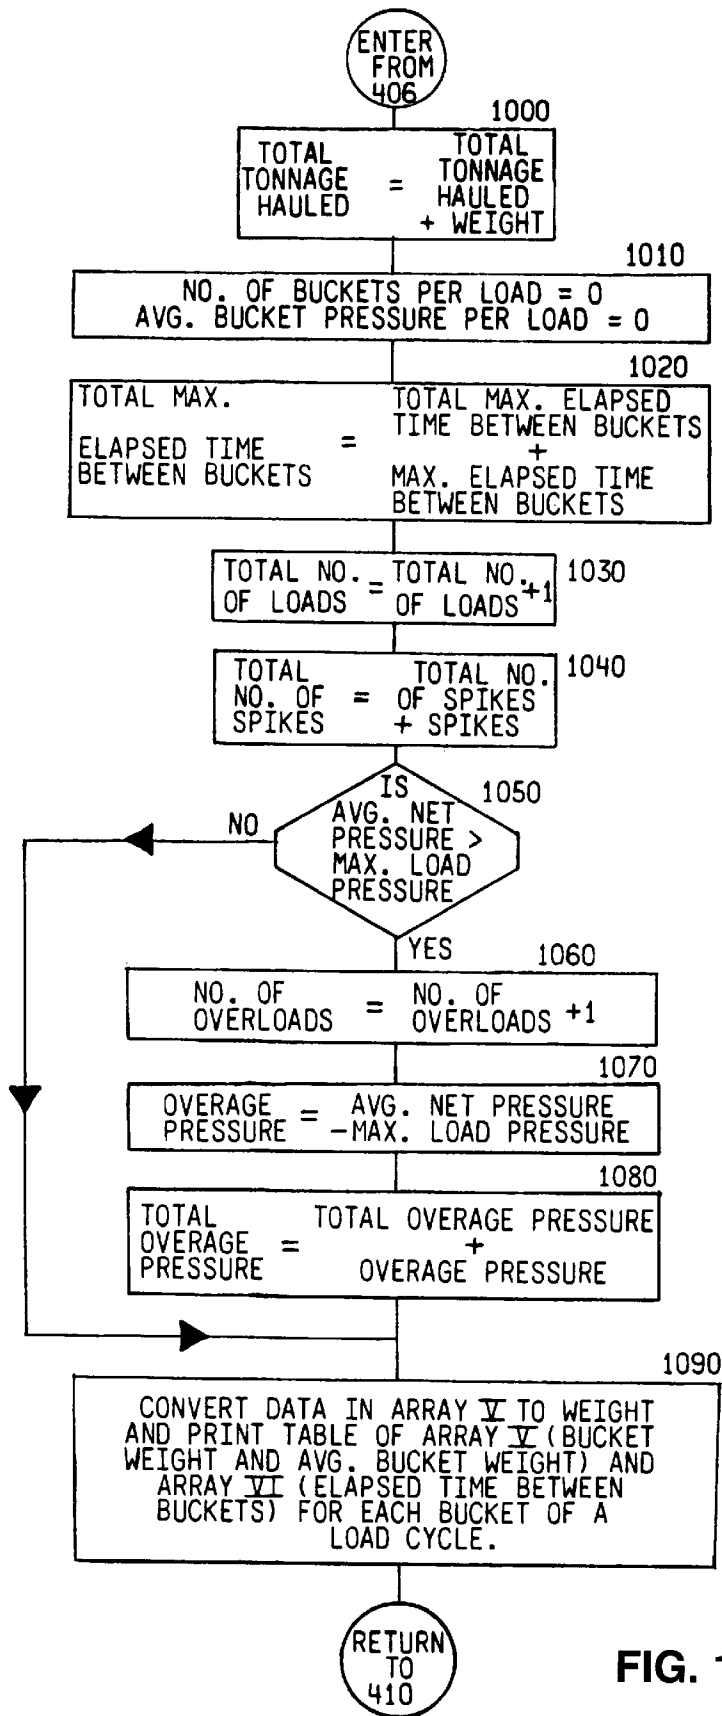 ENTER
FROM
406
1000
TOTAL
TONNAGE
HAULED
=
TOTAL
TONNAGE
HAULED
+ WEIGHT
1010
NO. OF BUCKETS PER LOAD = 0
AVG. BUCKET PRESSURE PER LOAD = 0
1020
TOTAL MAX.
ELAPSED TIME
BETWEEN BUCKETS
=
TOTAL MAX. ELAPSED
TIME BETWEEN BUCKETS
+
MAX. ELAPSED TIME
BETWEEN BUCKETS
1030
TOTAL NO. = TOTAL NO. +1
OF LOADS OF LOADS
1040
TOTAL
NO. OF
SPIKES
=
TOTAL NO.
OF SPIKES
+ SPIKES
1050
IS
AVG. NET
PRESSURE >
MAX. LOAD
PRESSURE
NO
YES
1060
NO. OF
OVERLOADS
=
NO. OF
OVERLOADS +1
1070
OVERAGE
PRESSURE
=
AVG. NET PRESSURE
-MAX. LOAD PRESSURE
1080
TOTAL
OVERAGE
PRESSURE
=
TOTAL OVERAGE PRESSURE
+
OVERAGE PRESSURE
1090
CONVERT DATA IN ARRAY V TO WEIGHT
AND PRINT TABLE OF ARRAY V (BUCKET
WEIGHT AND AVG. BUCKET WEIGHT) AND
ARRAY VI (ELAPSED TIME BETWEEN
BUCKETS) FOR EACH BUCKET OF A
LOAD CYCLE.
RETURN
TO
410
FIG.